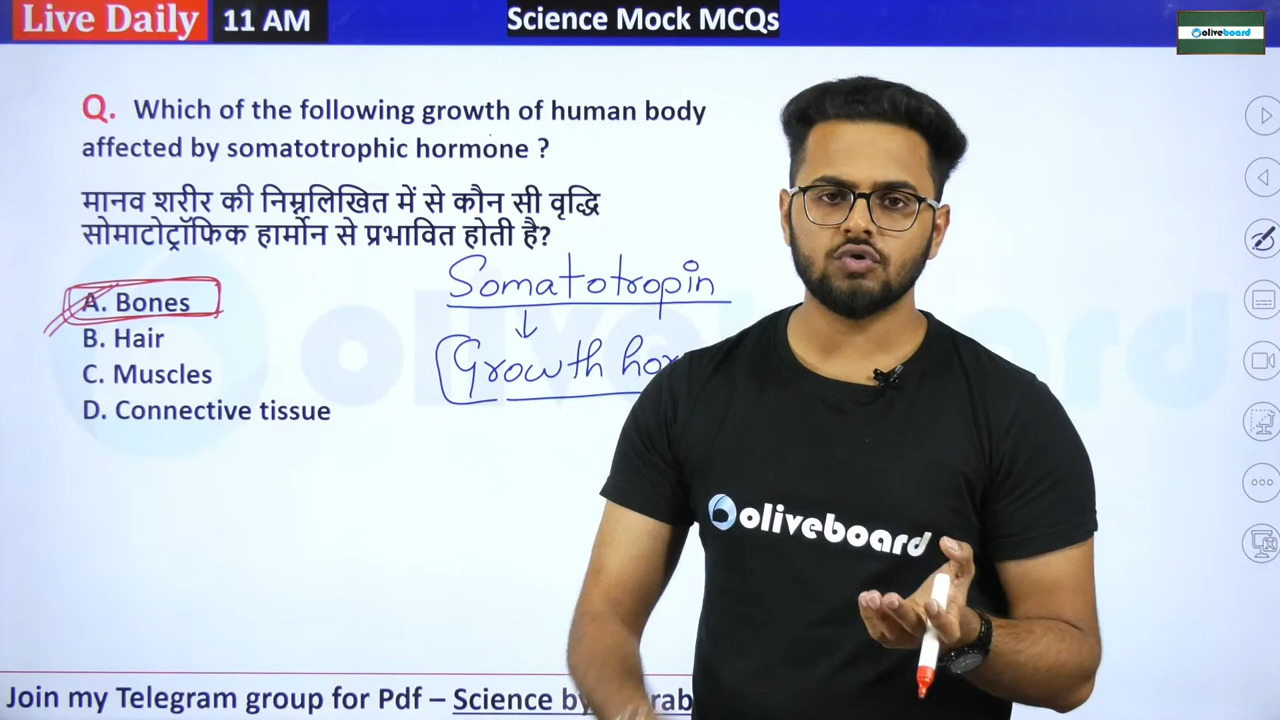 Live Daily 11 AM
Science Mock MCQs
oliveboard
Q. Which of the following growth of human body
affected by somatotrophic hormone ?
मानव शरीर की निम्नलिखित में से कौन सी वृद्धि
सोमाटोट्रॉफिक हार्मोन से प्रभावित होती है?
A. Bones
B. Hair
C. Muscles
D. Connective tissue
Somatotropin
Growth
oliveboard
oliveboard
Join my Telegram group for Pdf – Science by